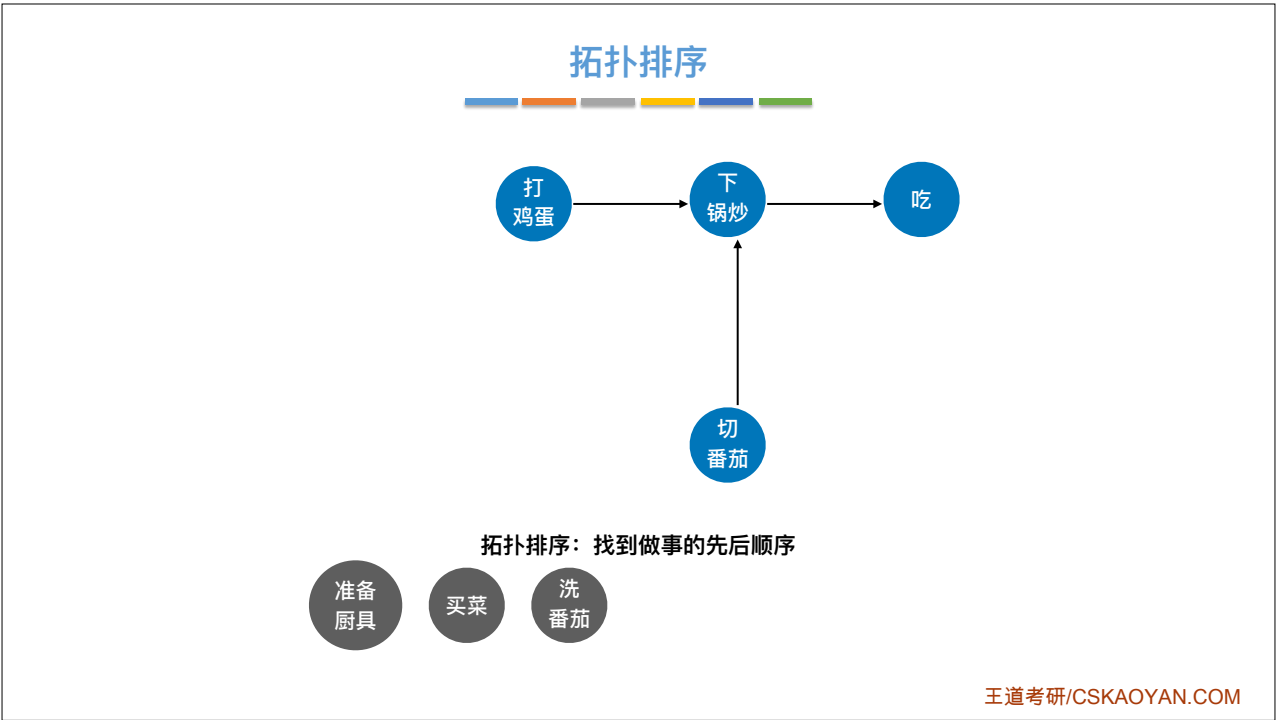 拓扑排序
打
鸡蛋
下
锅炒
吃
切
番茄
拓扑排序：找到做事的先后顺序
准备
厨具
买菜
洗
番茄
王道考研/CSKAOYAN.COM